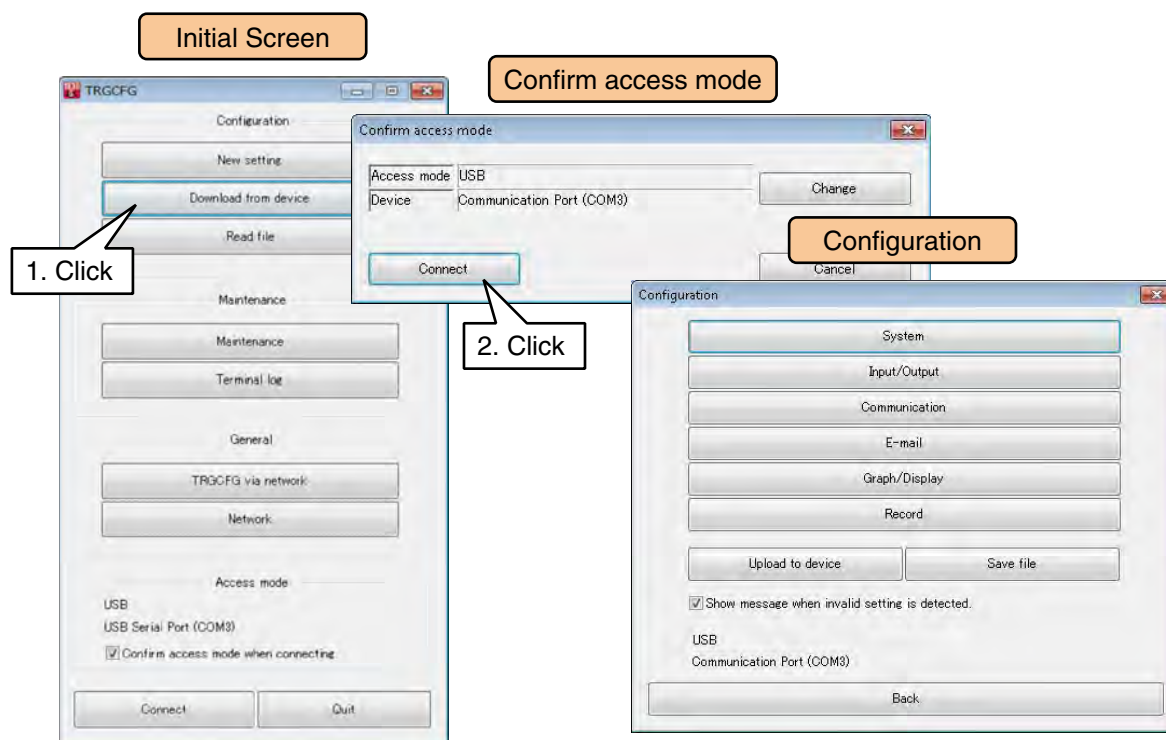 Initial Screen
TRGCFG
Configuration
New setting
Download from device
Read file
1. Click
Maintenance
Maintenance
Terminal log
General
TRGCFG via network
Network
Access mode
USB
USB Serial Port (COM3)
Confirm access mode when connecting
Connect
Quit
Confirm access mode
Confirm access mode
Access mode USB
Device Communication Port (COM3)
Change
Connect
Cancel
2. Click
Configuration
Configuration
System
Input/Output
Communication
E-mail
Graph/Display
Record
Upload to device
Save file
Show message when invalid setting is detected.
USB
Communication Port (COM3)
Back